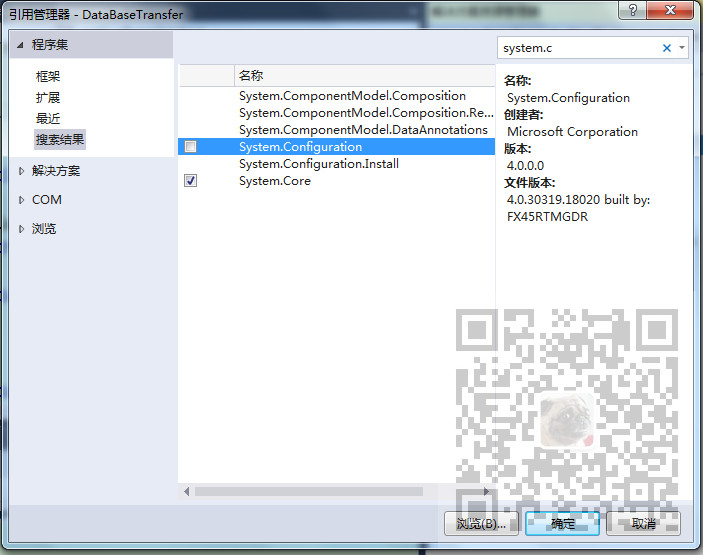 引用管理器 - DataBaseTransfer
程序集
system.c
框架
扩展
最近
搜索结果
解决方案
COM
浏览
名称
System.ComponentModel.Composition
System.ComponentModel.Composition.Re...
System.ComponentModel.DataAnnotations
System.Configuration
System.Configuration.Install
System.Core
名称:
System.Configuration
创建者:
Microsoft Corporation
版本:
4.0.0.0
文件版本:
4.0.30319.18020 built by:
FX45RTMGDR
浏览(B)... 确定 取消